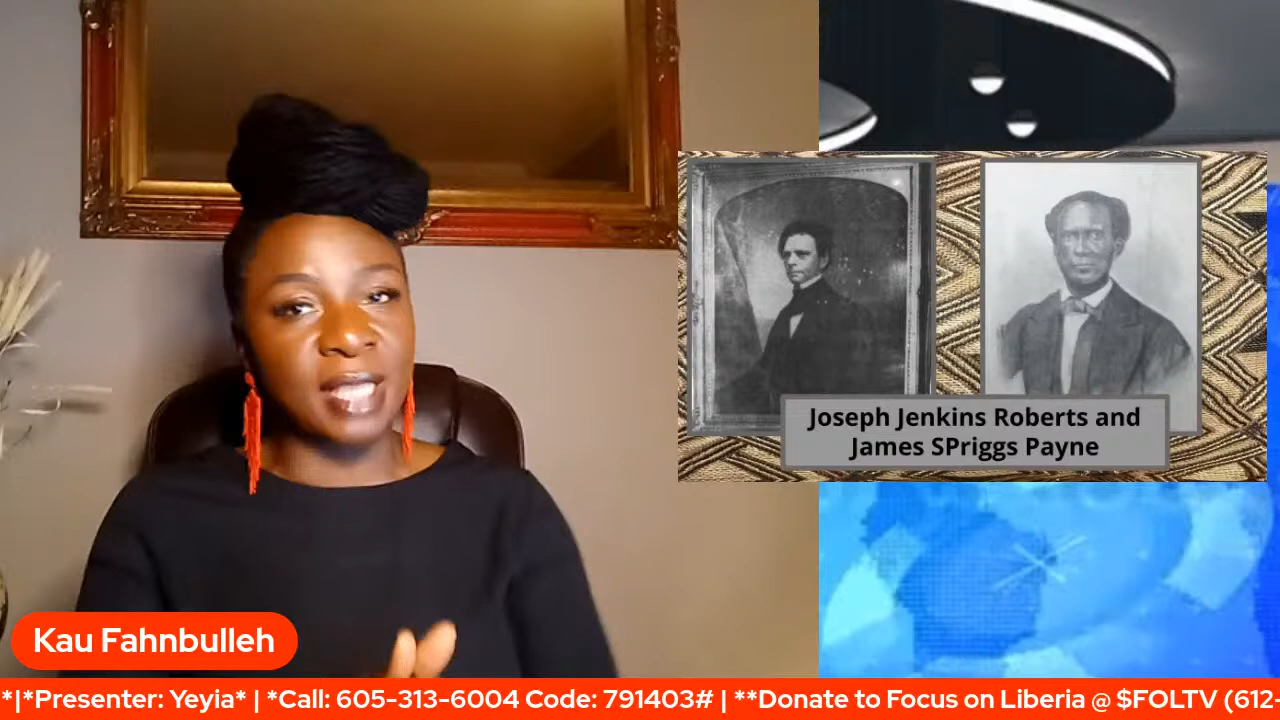 Joseph Jenkins Roberts and
James SPriggs Payne
Kau Fahnbulleh
*|*Presenter: Yeyia* | *Call: 605-313-6004 Code: 791403# | **Donate to Focus on Liberia @ $FOLTV (612-